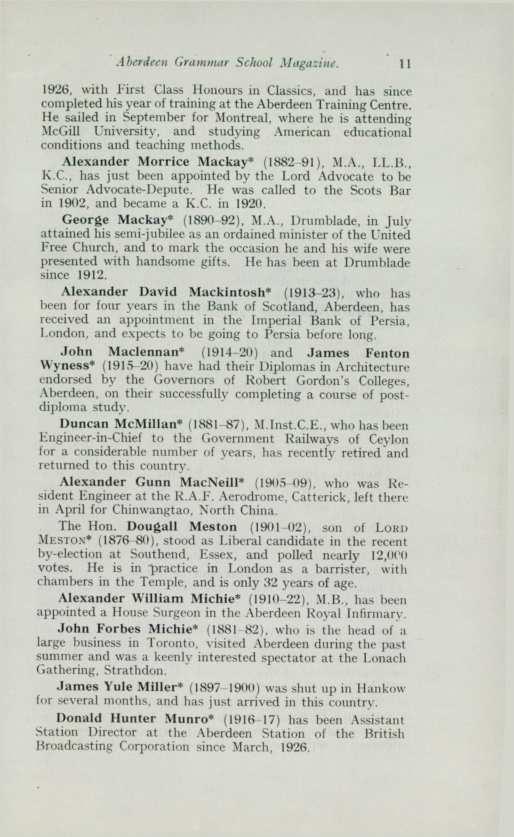 Aberdeen Grammar School Magazine. 11
1926, with First Class Honours in Classics, and has since
completed his year of training at the Aberdeen Training Centre.
He sailed in September for Montreal, where he is attending
McGill University, and studying American educational
conditions and teaching methods.
Alexander Morrice Mackay* (1882–91), M.A., LL.B.,
K.C., has just been appointed by the Lord Advocate to be
Senior Advocate-Depute. He was called to the Scots Bar
in 1902, and became a K.C. in 1920.
George Mackay* (1890–92), M.A., Drumblade, in July
attained his semi-jubilee as an ordained minister of the United
Free Church, and to mark the occasion he and his wife were
presented with handsome gifts. He has been at Drumblade
since 1912.
Alexander David Mackintosh* (1913–23), who has
been for four years in the Bank of Scotland, Aberdeen, has
received an appointment in the Imperial Bank of Persia,
London, and expects to be going to Persia before long.
John Maclennan* (1914–20) and James Fenton
Wyness* (1915–20) have had their Diplomas in Architecture
endorsed by the Governors of Robert Gordon's Colleges,
Aberdeen, on their successfully completing a course of post-
diploma study.
Duncan McMillan* (1881–87), M.Inst.C.E., who has been
Engineer-in-Chief to the Government Railways of Ceylon
for a considerable number of years, has recently retired and
returned to this country.
Alexander Gunn MacNeill* (1905–09), who was Re-
sident Engineer at the R.A.F. Aerodrome, Catterick, left there
in April for Chinwangtao, North China.
The Hon. Dougall Meston (1901–02), son of LORD
MESTON* (1876–80), stood as Liberal candidate in the recent
by-election at Southend, Essex, and polled nearly 12,000
votes. He is in practice in London as a barrister, with
chambers in the Temple, and is only 32 years of age.
Alexander William Michie* (1910–22), M.B., has been
appointed a House Surgeon in the Aberdeen Royal Infirmary.
John Forbes Michie* (1881–82), who is the head of a
large business in Toronto, visited Aberdeen during the past
summer and was a keenly interested spectator at the Lonach
Gathering, Strathdon.
James Yule Miller* (1897–1900) was shut up in Hankow
for several months, and has just arrived in this country.
Donald Hunter Munro* (1916–17) has been Assistant
Station Director at the Aberdeen Station of the British
Broadcasting Corporation since March, 1926.